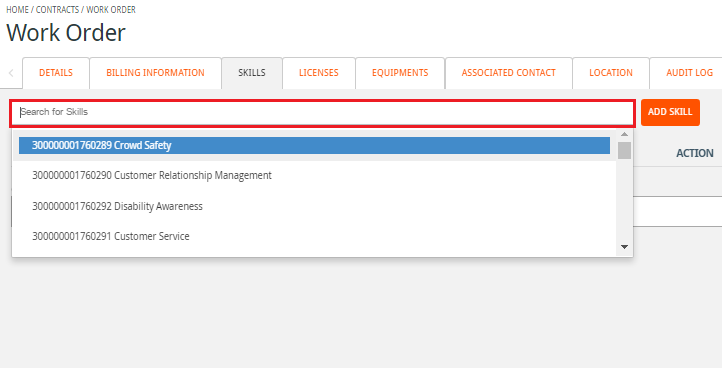 HOME / CONTRACTS / WORK ORDER
Work Order
DETAILS BILLING INFORMATION SKILLS LICENSES EQUIPMENTS ASSOCIATED CONTACT LOCATION AUDIT LOG
Search for Skills ADD SKILL
300000001760289 Crowd Safety
ACTION
300000001760290 Customer Relationship Management
300000001760292 Disability Awareness
300000001760291 Customer Service